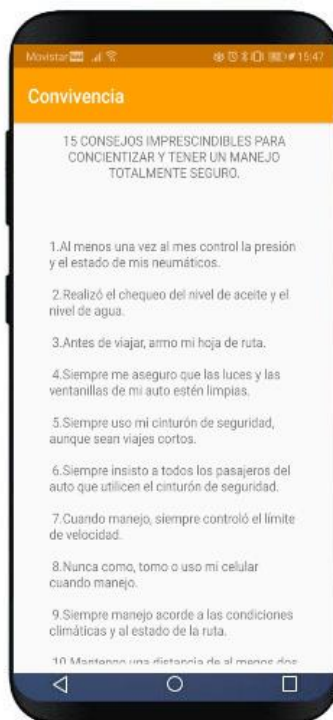 Movistar 15:47
Convivencia
15 CONSEJOS IMPRESCINDIBLES PARA
CONCIENTIZAR Y TENER UN MANEJO
TOTALMENTE SEGURO.
1.Al menos una vez al mes control la presión
y el estado de mis neumáticos.
2.Realizó el chequeo del nivel de aceite y el
nivel de agua.
3.Antes de viajar, armo mi hoja de ruta.
4.Siempre me aseguro que las luces y las
ventanillas de mi auto estén limpias.
5.Siempre uso mi cinturón de seguridad,
aunque sean viajes cortos.
6.Siempre insisto a todos los pasajeros del
auto que utilicen el cinturón de seguridad.
7.Cuando manejo, siempre controló el límite
de velocidad.
8.Nunca como, tomo o uso mi celular
cuando manejo.
9.Siempre manejo acorde a las condiciones
climáticas y al estado de la ruta.
10.Mantengo una distancia de al menos dos